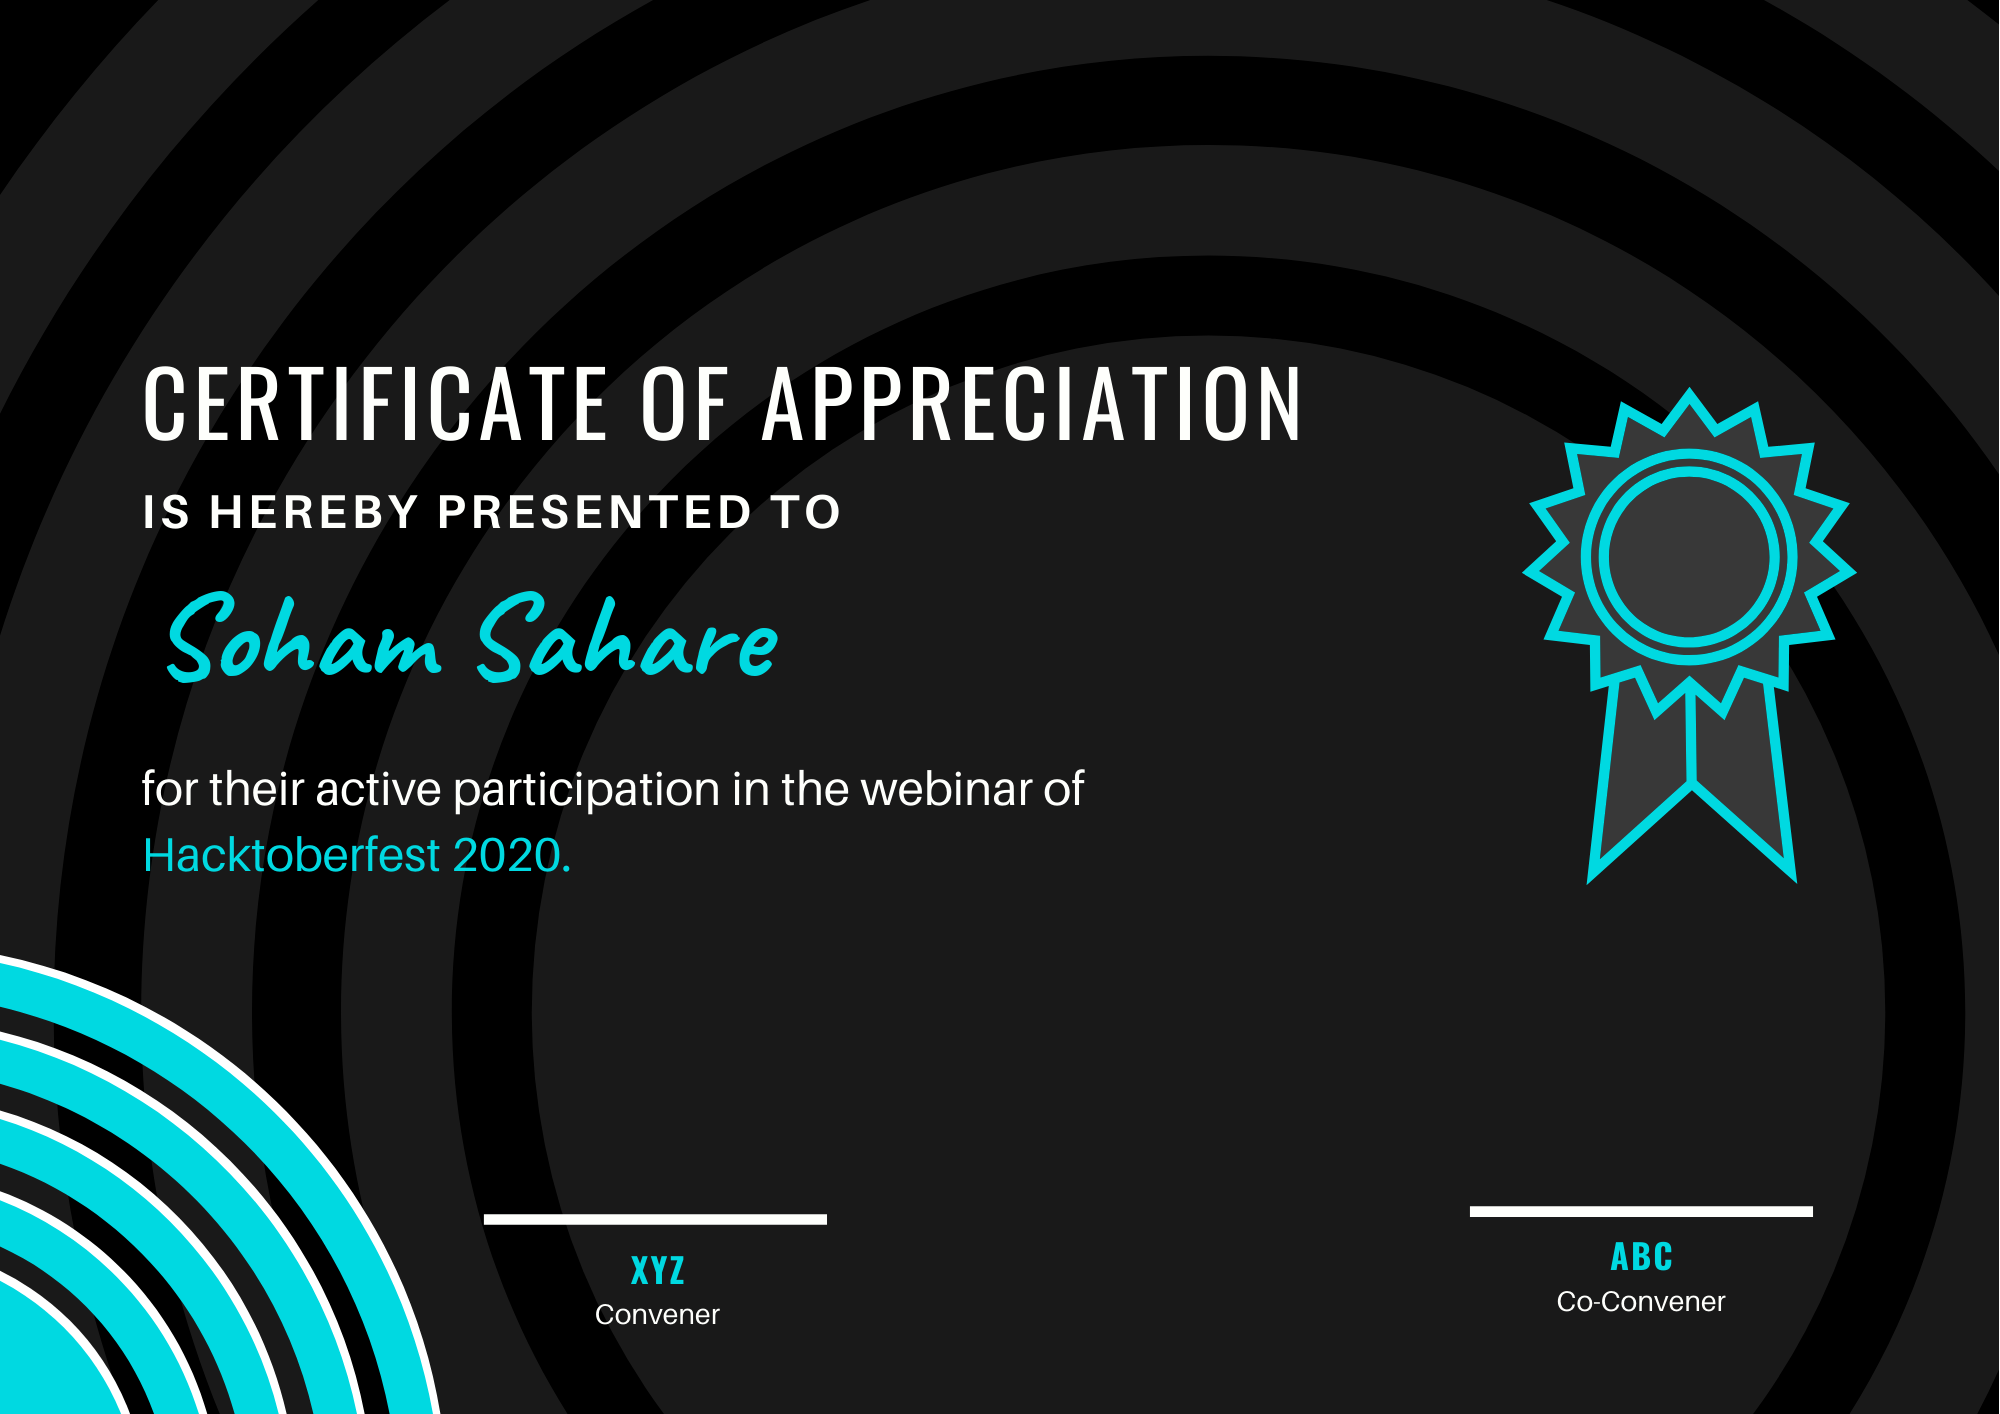 CERTIFICATE OF APPRECIATION
IS HEREBY PRESENTED TO
Soham Sahare
for their active participation in the webinar of
Hacktoberfest 2020.
XYZ
Convener
ABC
Co-Convener